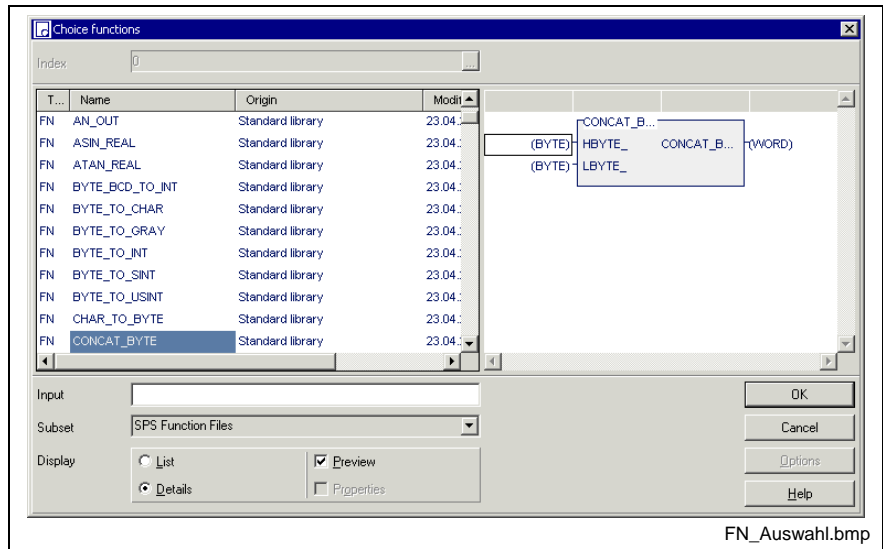 Choice functions
Index 0 ...
T... Name Origin Modif
FN AN_OUT Standard library 23.04.
FN ASIN_REAL Standard library 23.04.
FN ATAN_REAL Standard library 23.04.
FN BYTE_BCD_TO_INT Standard library 23.04.
FN BYTE_TO_CHAR Standard library 23.04.
FN BYTE_TO_GRAY Standard library 23.04.
FN BYTE_TO_INT Standard library 23.04.
FN BYTE_TO_SINT Standard library 23.04.
FN BYTE_TO_USINT Standard library 23.04.
FN CHAR_TO_BYTE Standard library 23.04.
FN CONCAT_BYTE Standard library 23.04.
CONCAT_B...
(BYTE) HBYTE_ CONCAT_B... (WORD)
(BYTE) LBYTE_
Input
Subset SPS Function Files
Display List Preview
Details Properties
OK
Cancel
Options
Help
FN_Auswahl.bmp